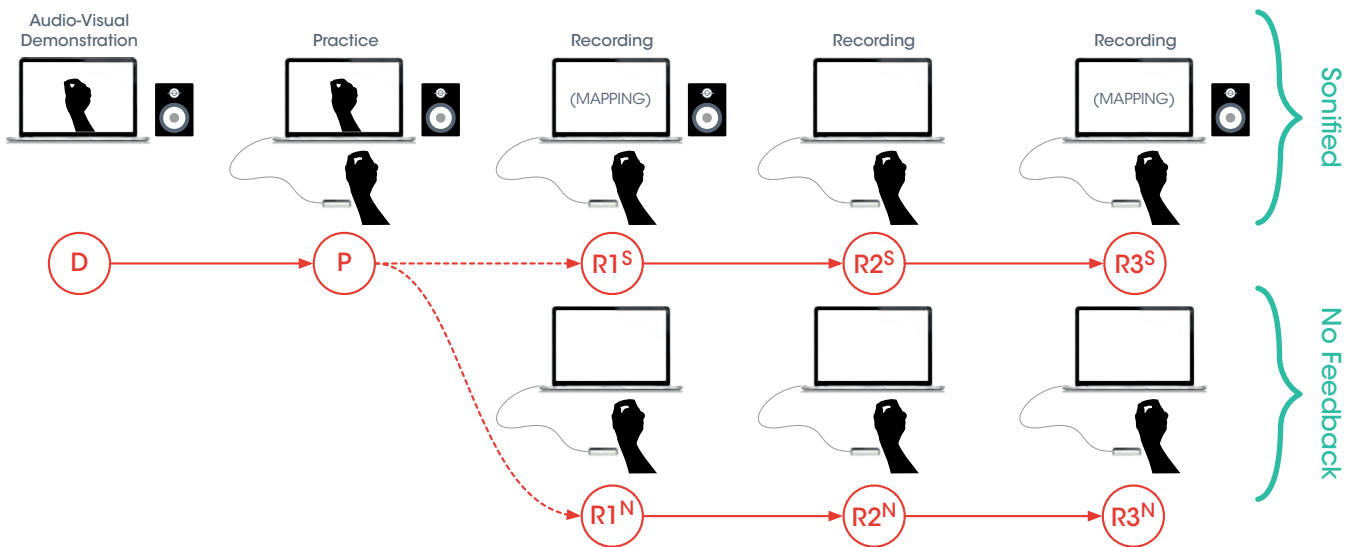 Audio-Visual
Demonstration
Practice
Recording
Recording
Recording
(MAPPING)
(MAPPING)
Sonified
D
P
R1S
R2S
R3S
No Feedback
R1N
R2N
R3N